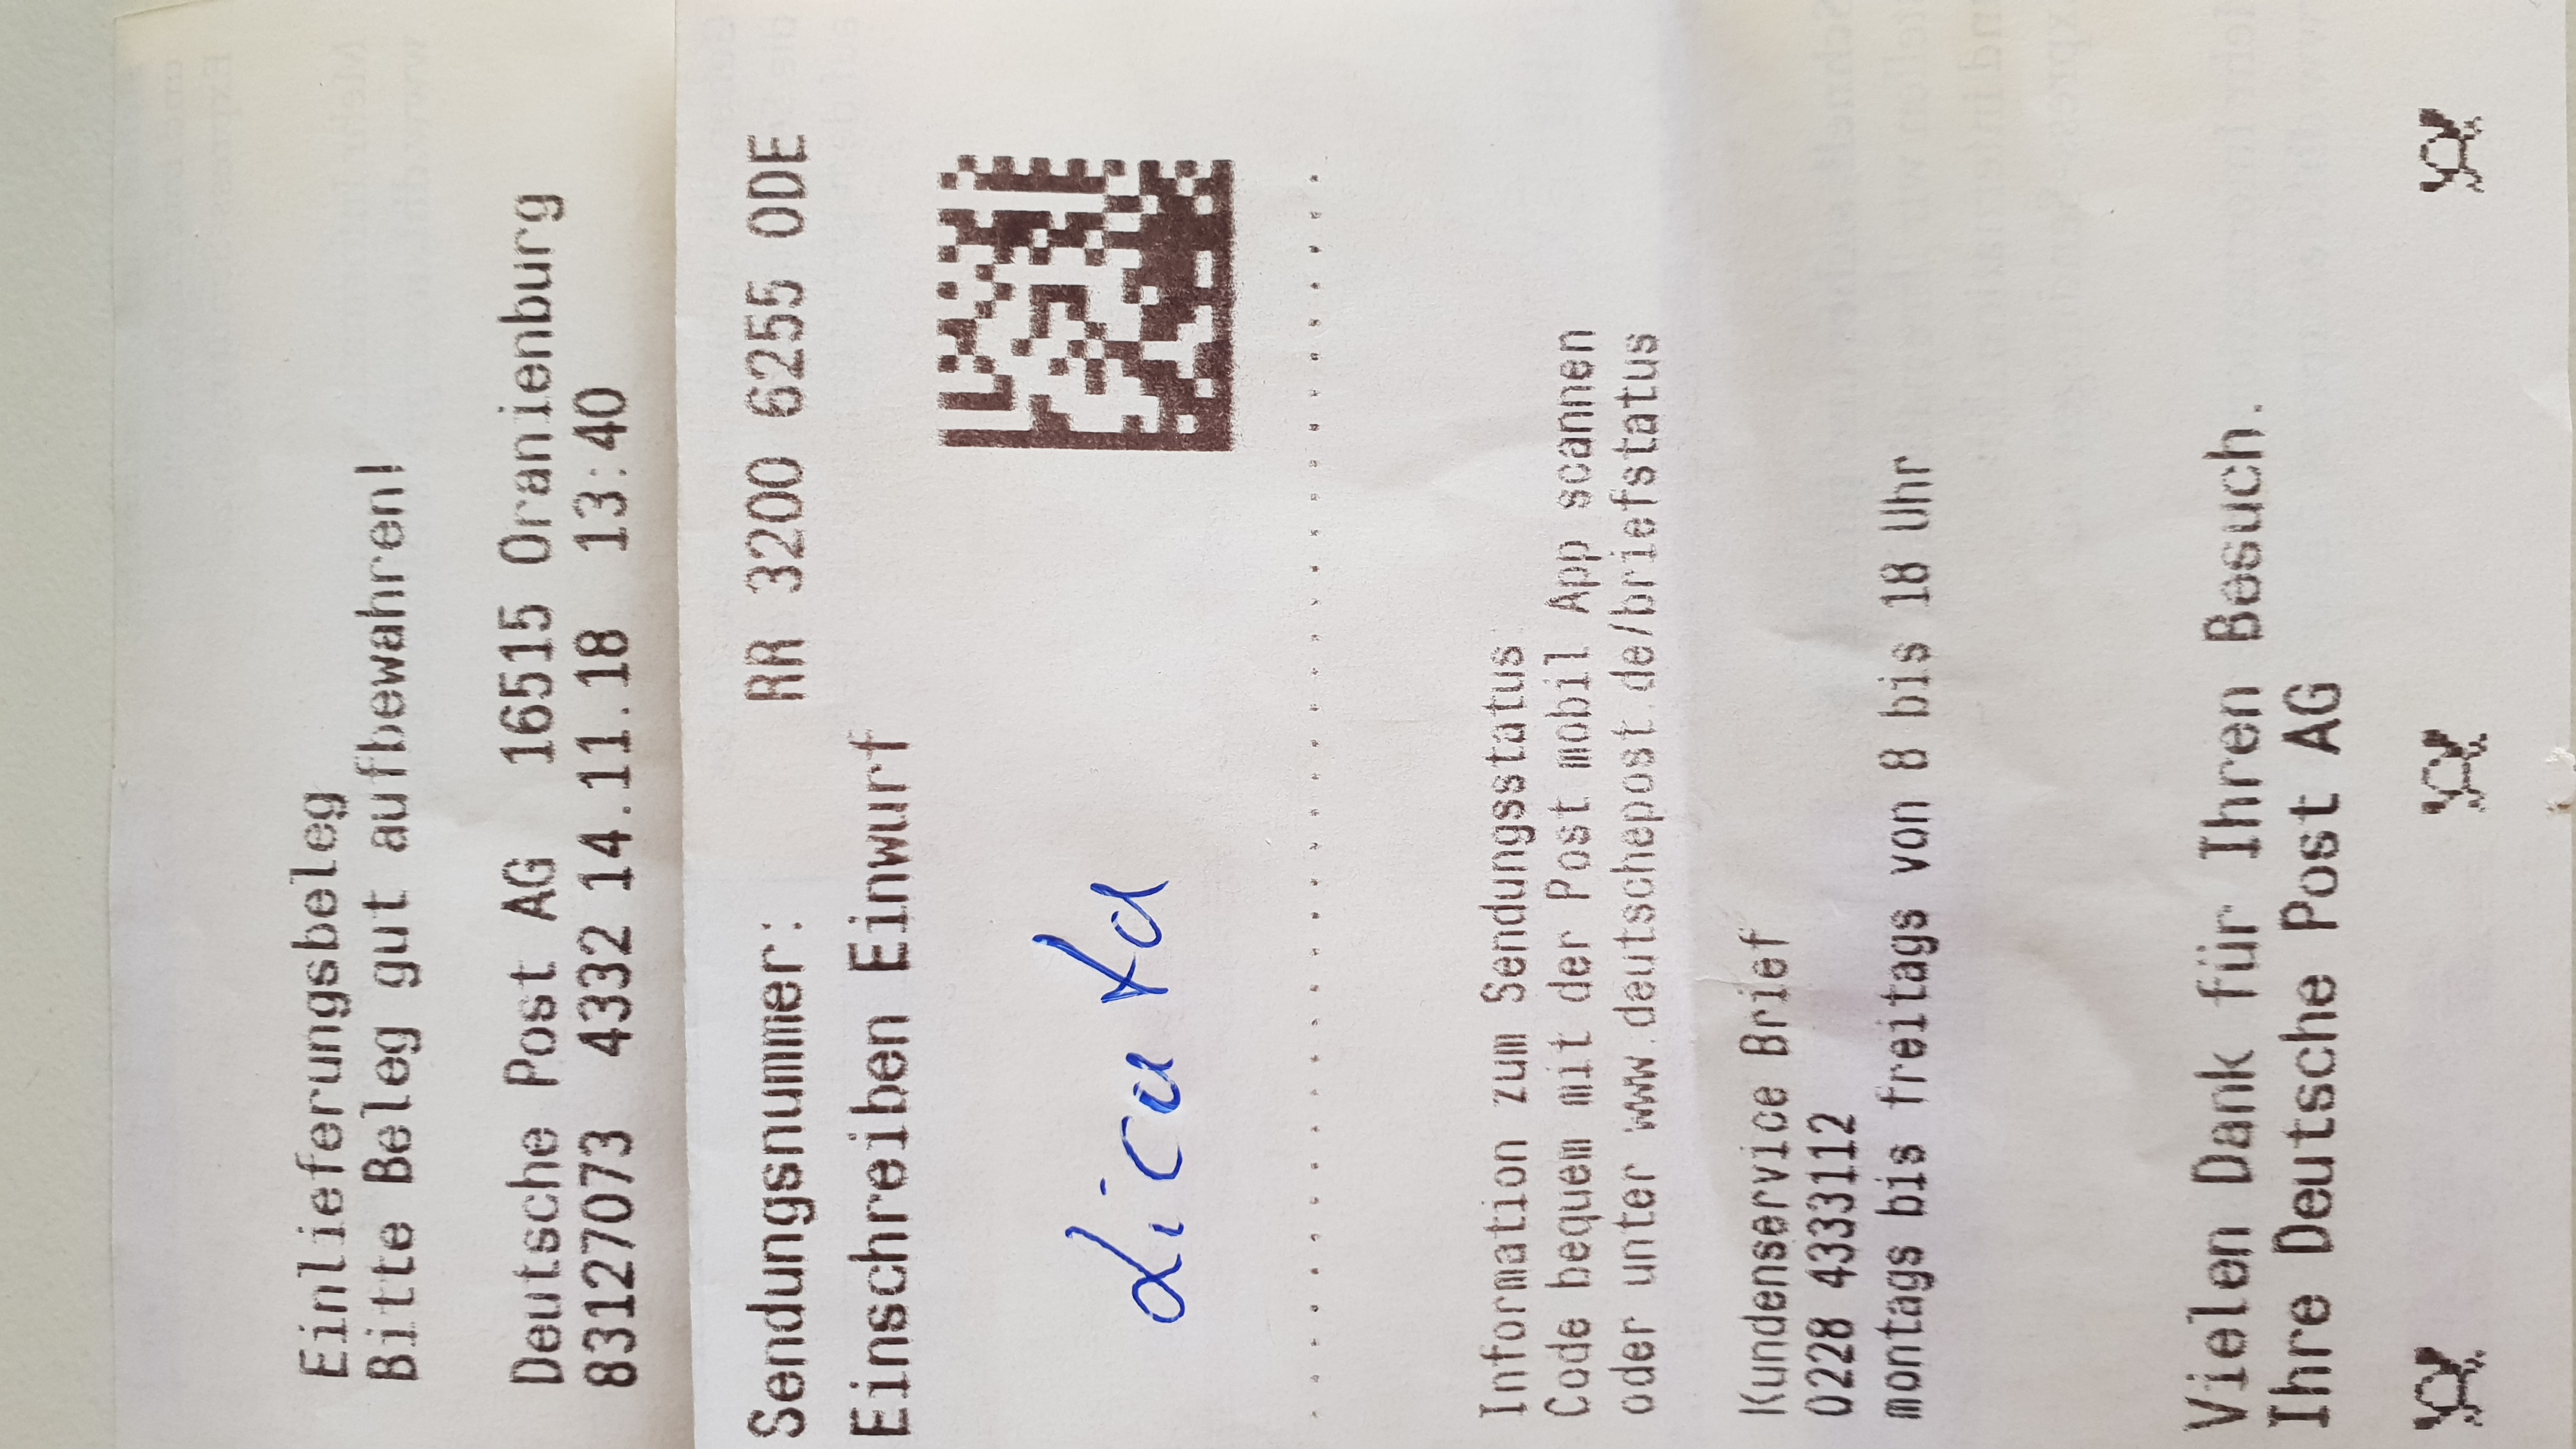 Einlieferungsbeleg
Bitte Beleg gut aufbewahren!
Deutsche Post AG 16515 Oranienburg
83127073 4332 14.11.18 13:40
Sendungsnummer: RR 3200 6255 0DE
Einschreiben Einwurf
Licata
Information zum Sendungsstatus
Code bequem mit der Post mobil App scannen
oder unter www.deutschepost.de/briefstatus
Kundenservice Brief
0228 4333112
montags bis freitags von 8 bis 18 Uhr
Vielen Dank für Ihren Besuch.
Ihre Deutsche Post AG